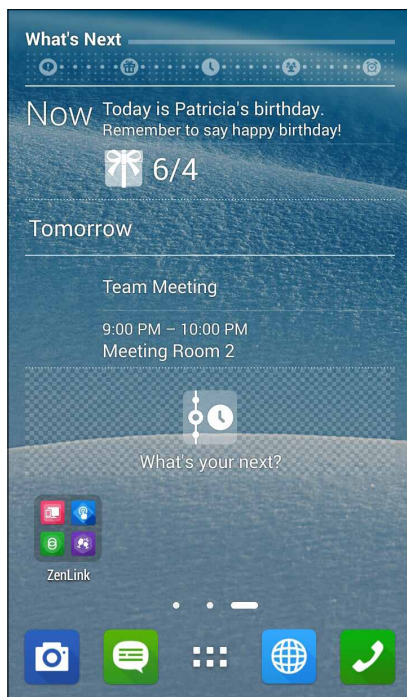 What's Next
Now
Today is Patricia's birthday.
Remember to say happy birthday!
6/4
Tomorrow
Team Meeting
9:00 PM – 10:00 PM
Meeting Room 2
What's your next?
ZenLink